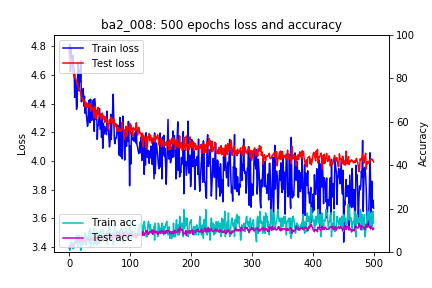 ba2_008: 500 epochs loss and accuracy
Train loss
Test loss
Train acc
Test acc
Loss
Accuracy
4.8
4.6
4.4
4.2
4.0
3.8
3.6
3.4
100
80
60
40
20
0
0 100 200 300 400 500